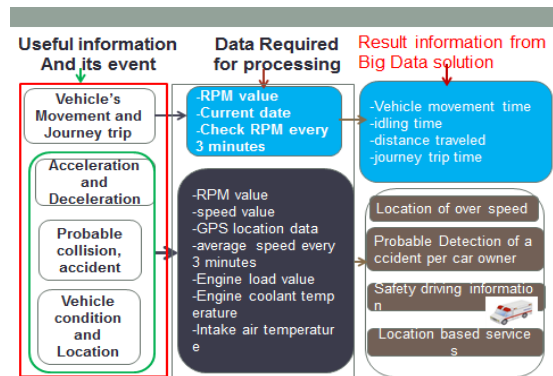 Useful information
And its event
Data Required
for processing
Result information from
Big Data solution
Vehicle's
Movement and
Journey trip
-RPM value
-Current date
-Check RPM every
3 minutes
-Vehicle movement time
-idling time
-distance traveled
-journey trip time
Acceleration
and
Deceleration
Probable
collision,
accident
Vehicle
condition
and
Location
-RPM value
-speed value
-GPS location data
-average speed every
3 minutes
-Engine load value
-Engine coolant temp
erature
-Intake air temperatur
e
Location of over speed
Probable Detection of a
ccident per car owner
Safety driving informatio
n
Location based service
s